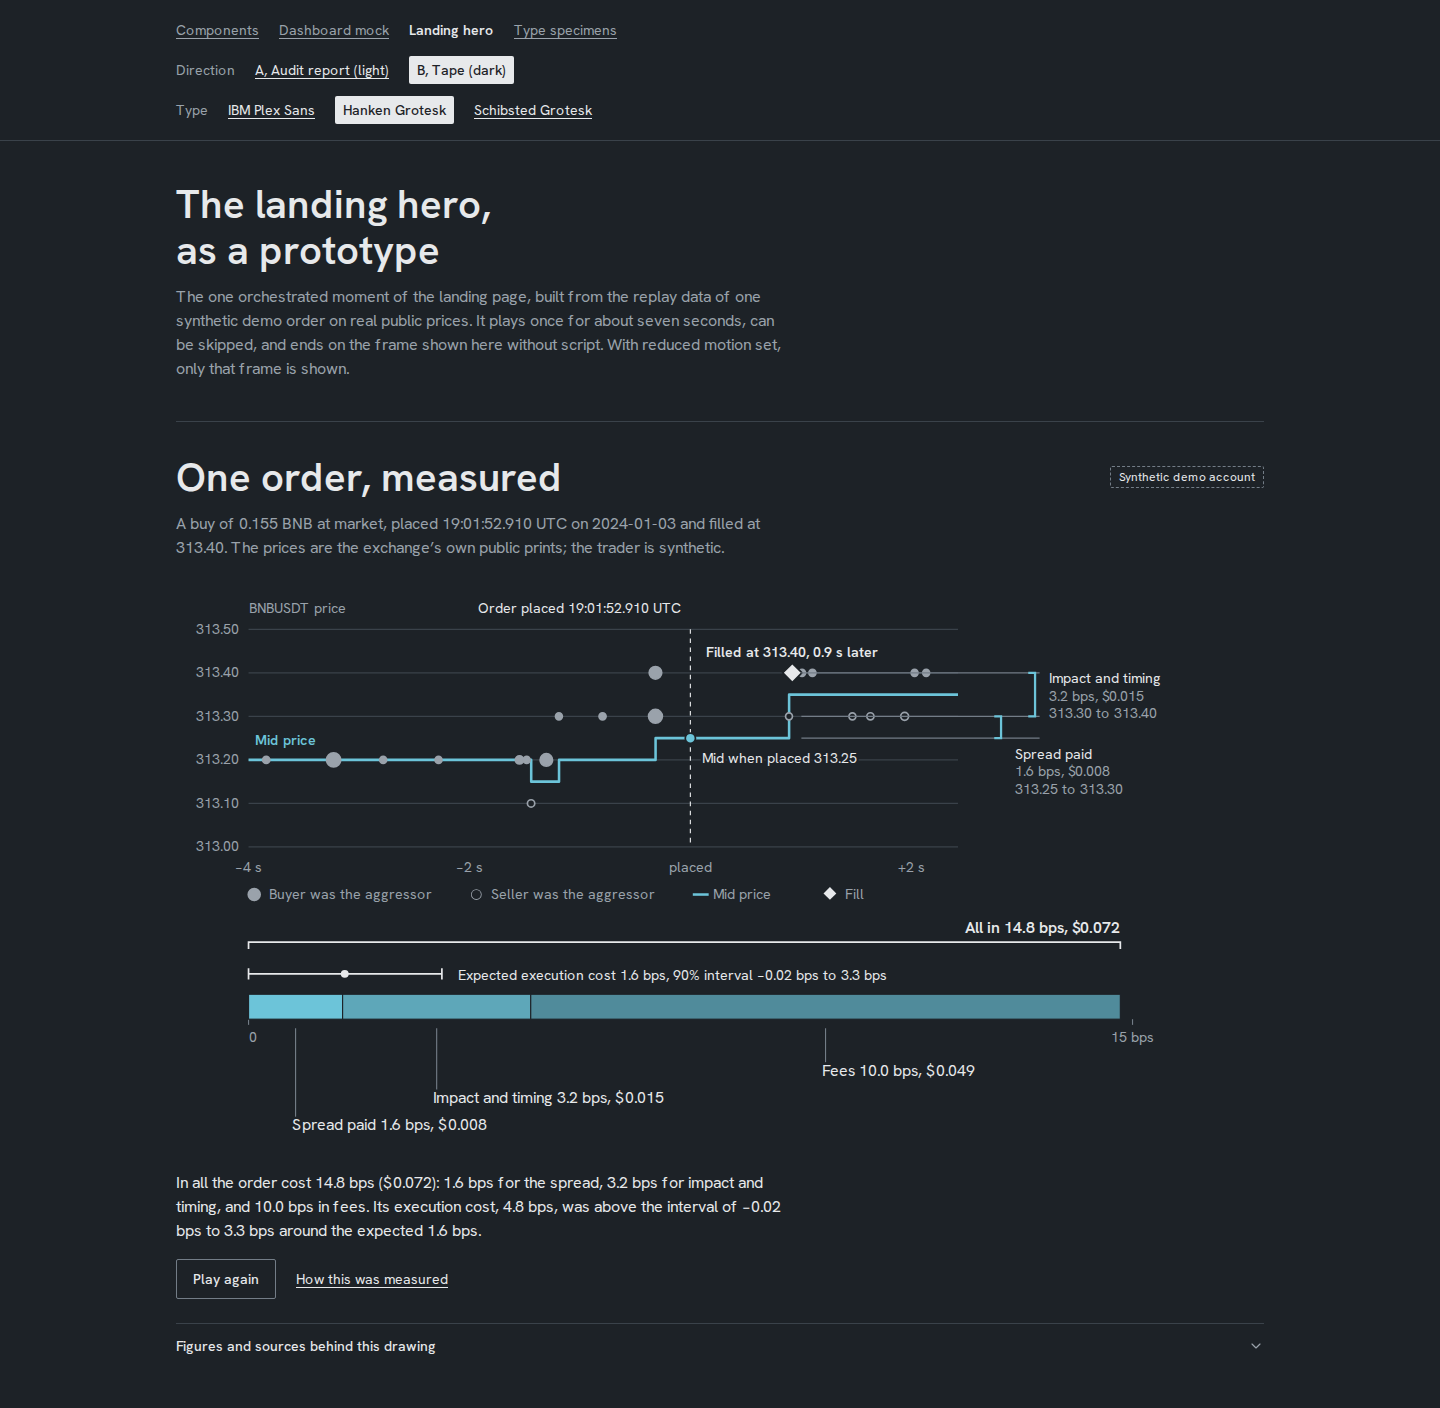 Components Dashboard mock Landing hero Type specimens
Direction A, Audit report (light) B, Tape (dark)
Type IBM Plex Sans Hanken Grotesk Schibsted Grotesk
The landing hero,
as a prototype
The one orchestrated moment of the landing page, built from the replay data of one
synthetic demo order on real public prices. It plays once for about seven seconds, can
be skipped, and ends on the frame shown here without script. With reduced motion set,
only that frame is shown.
One order, measured
Synthetic demo account
A buy of 0.155 BNB at market, placed 19:01:52.910 UTC on 2024-01-03 and filled at
313.40. The prices are the exchange’s own public prints; the trader is synthetic.
BNBUSDT price
Order placed 19:01:52.910 UTC
313.50
Filled at 313.40, 0.9 s later
313.40
Impact and timing
3.2 bps, $0.015
313.30 to 313.40
313.30
Mid price
Spread paid
1.6 bps, $0.008
313.25 to 313.30
313.20
Mid when placed 313.25
313.10
313.00
−4 s −2 s placed +2 s
Buyer was the aggressor Seller was the aggressor Mid price Fill
All in 14.8 bps, $0.072
Expected execution cost 1.6 bps, 90% interval −0.02 bps to 3.3 bps
0 15 bps
Fees 10.0 bps, $0.049
Impact and timing 3.2 bps, $0.015
Spread paid 1.6 bps, $0.008
In all the order cost 14.8 bps ($0.072): 1.6 bps for the spread, 3.2 bps for impact and
timing, and 10.0 bps in fees. Its execution cost, 4.8 bps, was above the interval of −0.02
bps to 3.3 bps around the expected 1.6 bps.
Play again How this was measured
Figures and sources behind this drawing